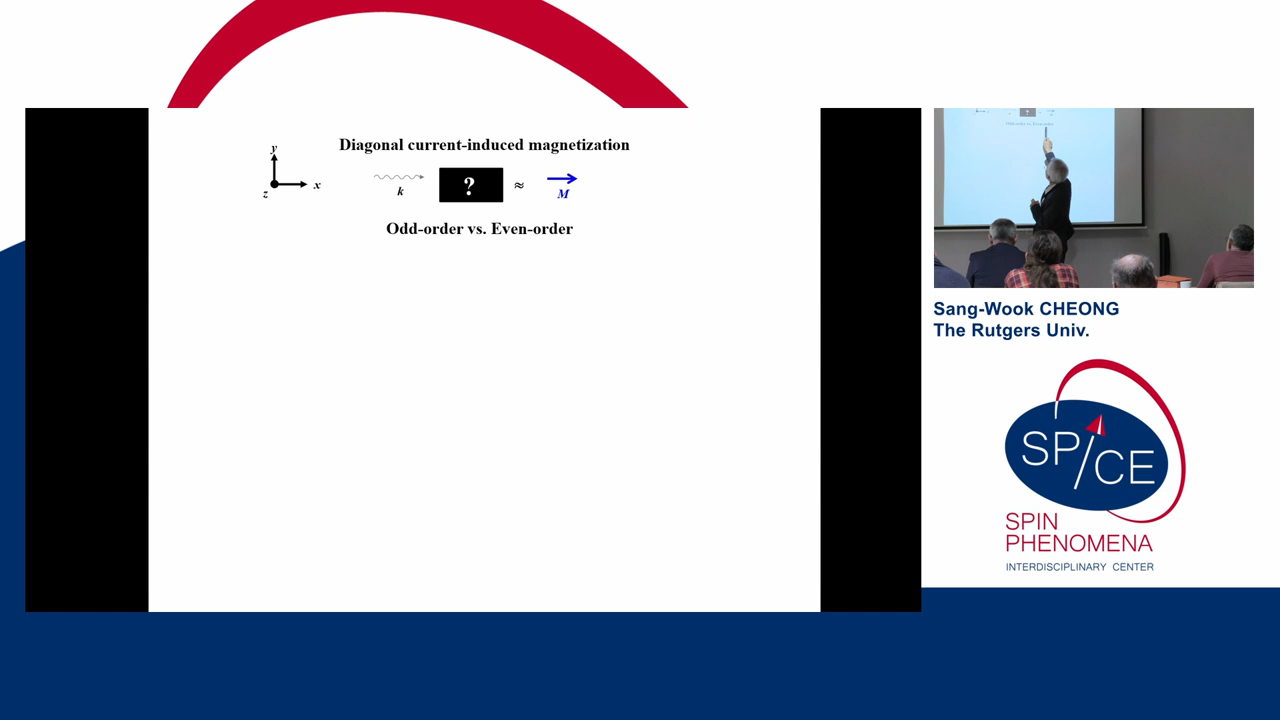 Diagonal current-induced magnetization
y
z
x
k
?
≈
M
Odd-order vs. Even-order
Sang-Wook CHEONG
The Rutgers Univ.
SP/CE
SPIN
PHENOMENA
INTERDISCIPLINARY CENTER